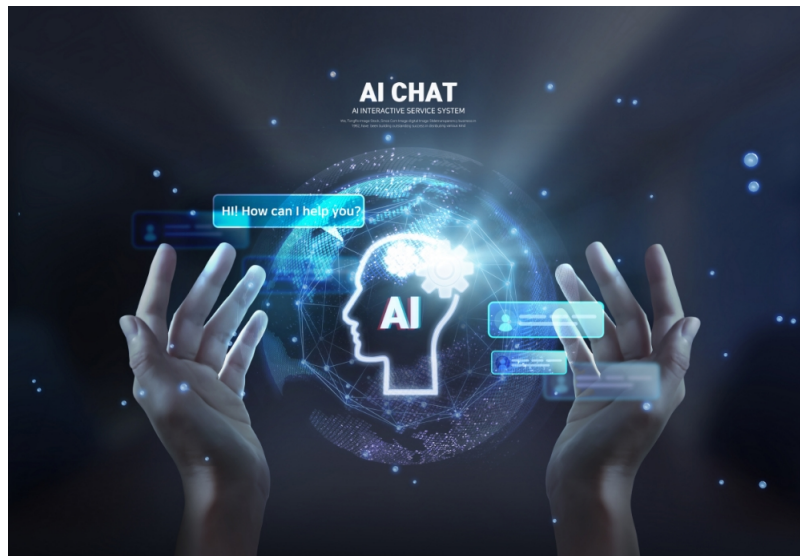 AI CHAT
AI INTERACTIVE SERVICE SYSTEM
HI! How can I help you?
AI